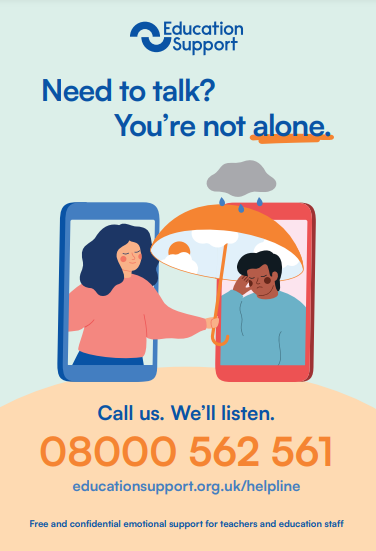 Education
Support
Need to talk?
You're not alone.
Call us. We'll listen.
08000 562 561
educationsupport.org.uk/helpline
Free and confidential emotional support for teachers and education staff